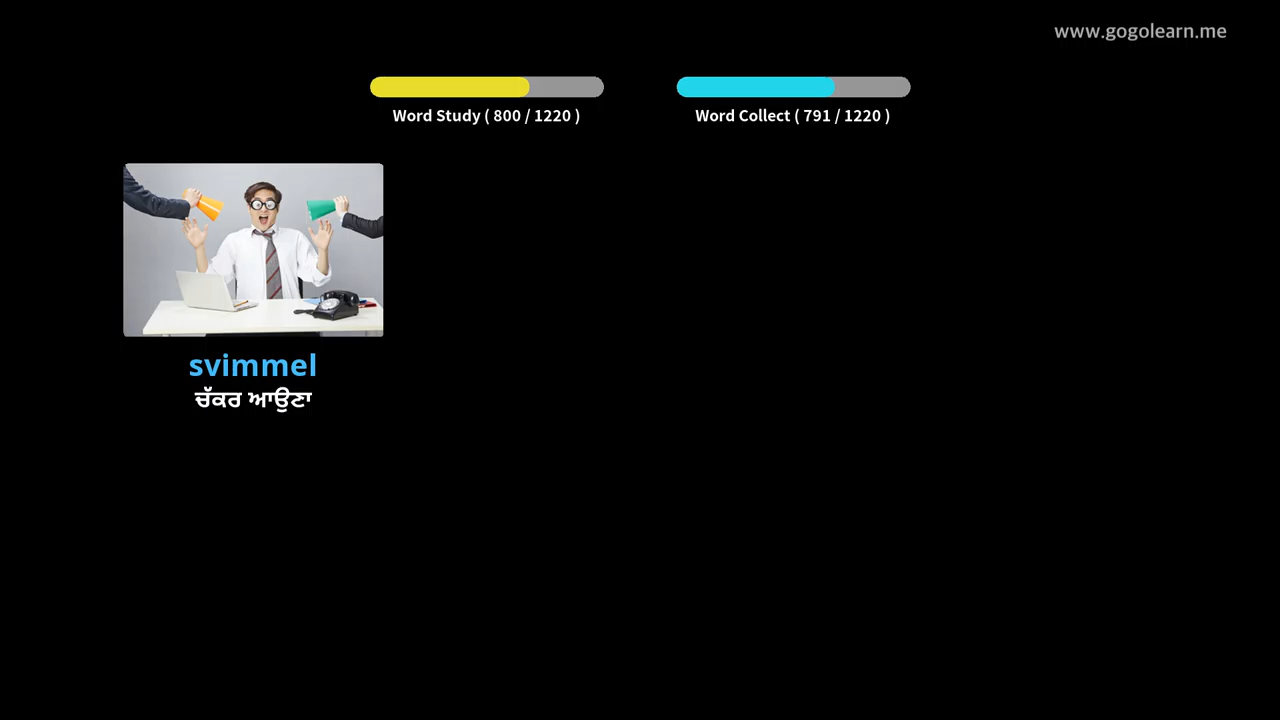 www.gogolearn.me
Word Study ( 800 / 1220 )
Word Collect ( 791 / 1220 )
svimmel
ਚੱਕਰ ਆਉਣਾ